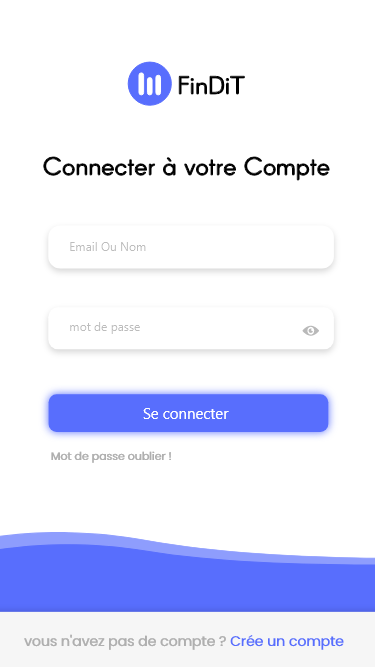 FinDiT
Connecter à votre Compte
Email Ou Nom
mot de passe
Se connecter
Mot de passe oublier !
vous n'avez pas de compte ? Crée un compte